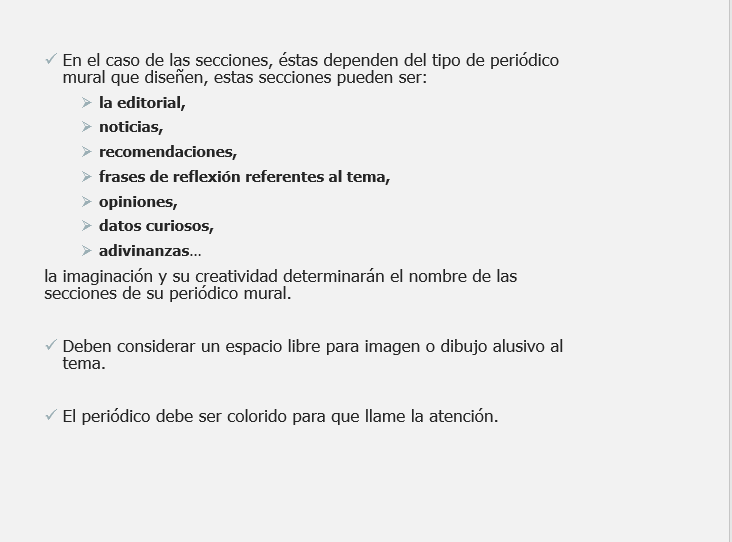 En el caso de las secciones, éstas dependen del tipo de periódico
mural que diseñen, estas secciones pueden ser:
la editorial,
noticias,
recomendaciones,
frases de reflexión referentes al tema,
opiniones,
datos curiosos,
adivinanzas...
la imaginación y su creatividad determinarán el nombre de las
secciones de su periódico mural.
Deben considerar un espacio libre para imagen o dibujo alusivo al
tema.
El periódico debe ser colorido para que llame la atención.